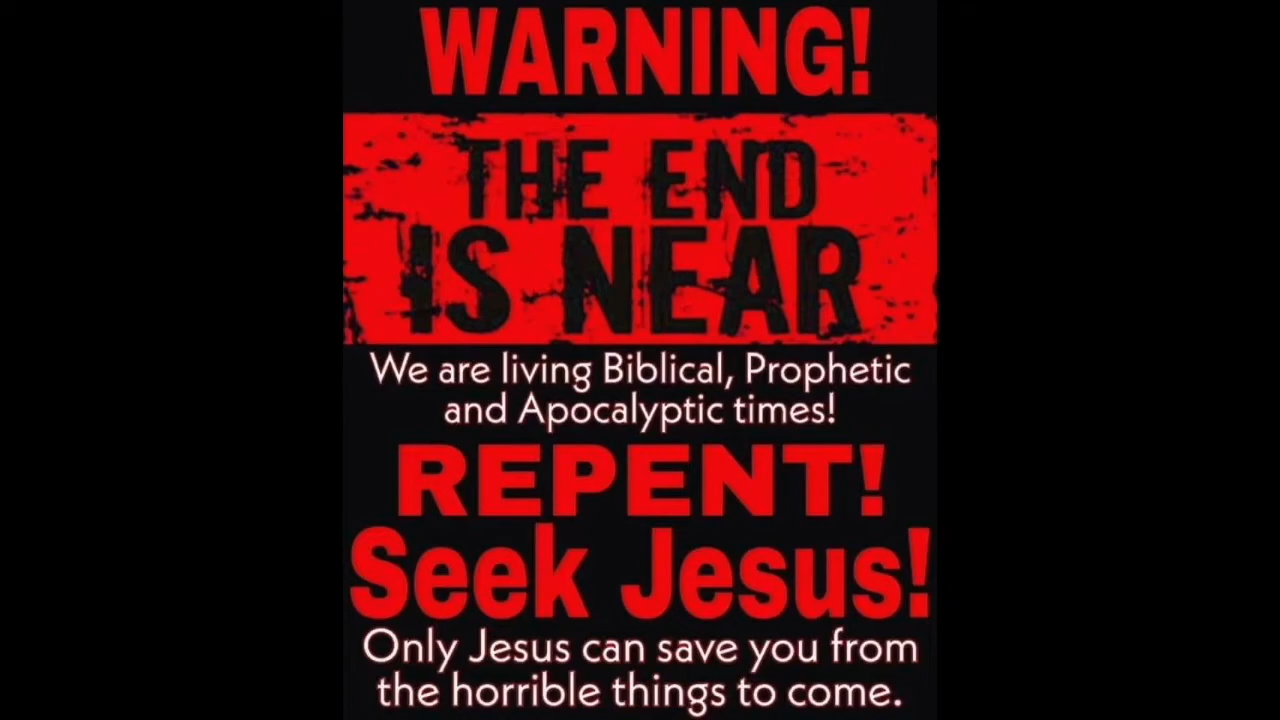 WARNING!
THE END
IS NEAR
We are living Biblical, Prophetic
and Apocalyptic times!
REPENT!
Seek Jesus!
Only Jesus can save you from
the horrible things to come.